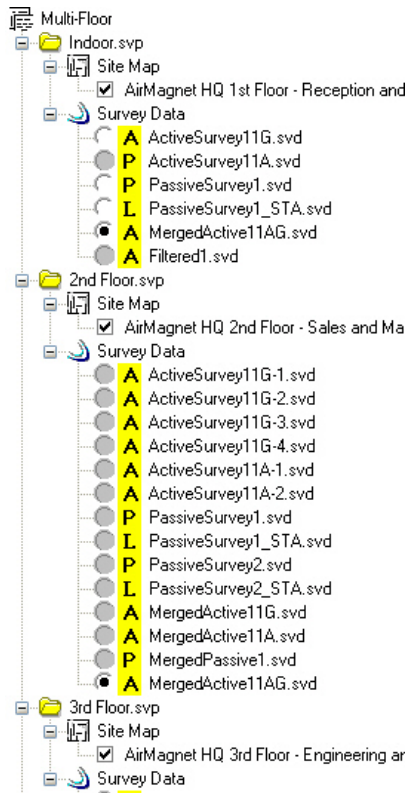 Multi-Floor
Indoor.svp
Site Map
AirMagnet HQ 1st Floor - Reception and
Survey Data
A ActiveSurvey11G.svd
P ActiveSurvey11A.svd
P PassiveSurvey1.svd
L PassiveSurvey1_STA.svd
A MergedActive11AG.svd
A Filtered1.svd
2nd Floor.svp
Site Map
AirMagnet HQ 2nd Floor - Sales and Ma
Survey Data
A ActiveSurvey11G-1.svd
A ActiveSurvey11G-2.svd
A ActiveSurvey11G-3.svd
A ActiveSurvey11G-4.svd
A ActiveSurvey11A-1.svd
A ActiveSurvey11A-2.svd
P PassiveSurvey1.svd
L PassiveSurvey1_STA.svd
P PassiveSurvey2.svd
L PassiveSurvey2_STA.svd
A MergedActive11G.svd
A MergedActive11A.svd
P MergedPassive1.svd
A MergedActive11AG.svd
3rd Floor.svp
Site Map
AirMagnet HQ 3rd Floor - Engineering an
Survey Data